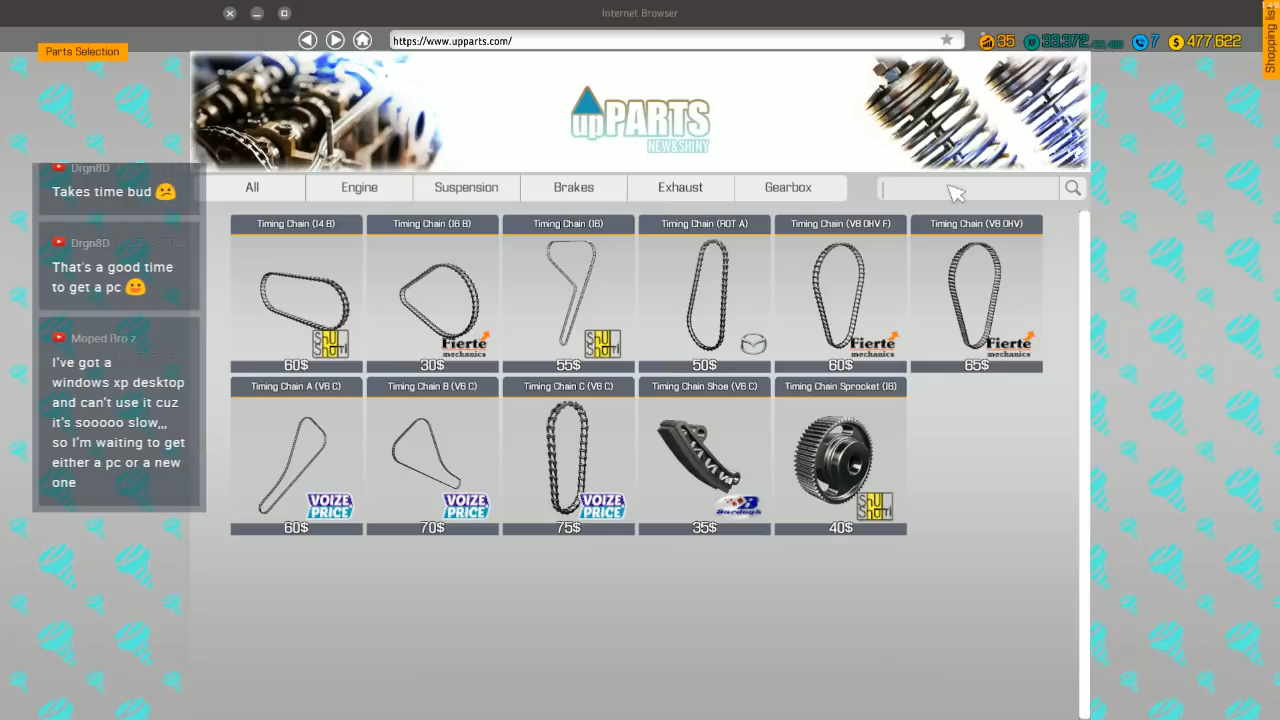 Internet Browser
Shopping list
https://www.upparts.com/
35
7
477,622
Parts Selection
upPARTS
NEW&SHINY
All
Engine
Suspension
Brakes
Exhaust
Gearbox
Drgn8D
Takes time bud
Drgn8D
That's a good time
to get a pc
Moped Bro z
I've got a
windows xp desktop
and can't use it cuz
it's sooooo slow,,,
so I'm waiting to get
either a pc or a new
one
Timing Chain (I4 B)
Timing Chain (I6 B)
Timing Chain (I6)
Timing Chain (ROT A)
Timing Chain (V8 OHV F)
Timing Chain (V8 OHV)
Fierte
mechanics
Fierte
mechanics
Fierte
mechanics
60$
30$
55$
50$
60$
65$
Timing Chain A (V6 C)
Timing Chain B (V6 C)
Timing Chain C (V6 C)
Timing Chain Shoe (V6 C)
Timing Chain Sprocket (I6)
VOIZE
PRICE
VOIZE
PRICE
VOIZE
PRICE
60$
70$
75$
35$
40$